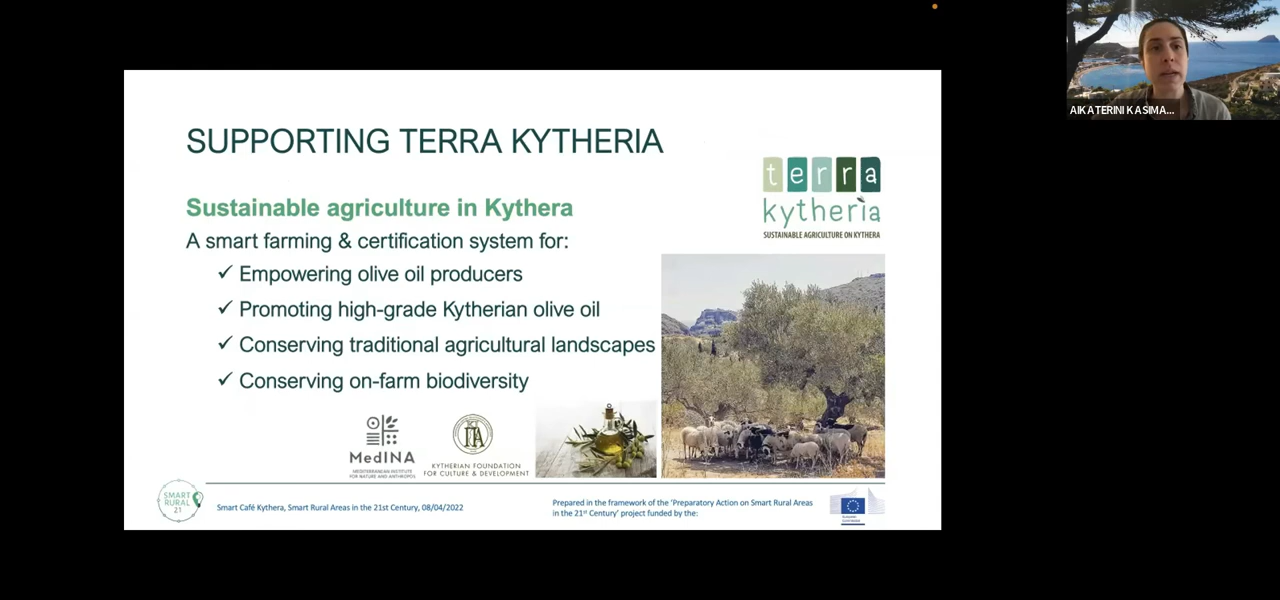 AIKATERINI KASIMA...
SUPPORTING TERRA KYTHERIA
terra
kytheria
SUSTAINABLE AGRICULTURE ON KYTHERA
Sustainable agriculture in Kythera
A smart farming & certification system for:
✓ Empowering olive oil producers
✓ Promoting high-grade Kytherian olive oil
✓ Conserving traditional agricultural landscapes
✓ Conserving on-farm biodiversity
MedINA
MEDITERRANEAN INSTITUTE
FOR NATURE AND ANTHROPOS
KYTHERIAN FOUNDATION
FOR CULTURE & DEVELOPMENT
SMART
RURAL
21
Smart Café Kythera, Smart Rural Areas in the 21st Century, 08/04/2022
Prepared in the framework of the 'Preparatory Action on Smart Rural Areas
in the 21st Century' project funded by the: